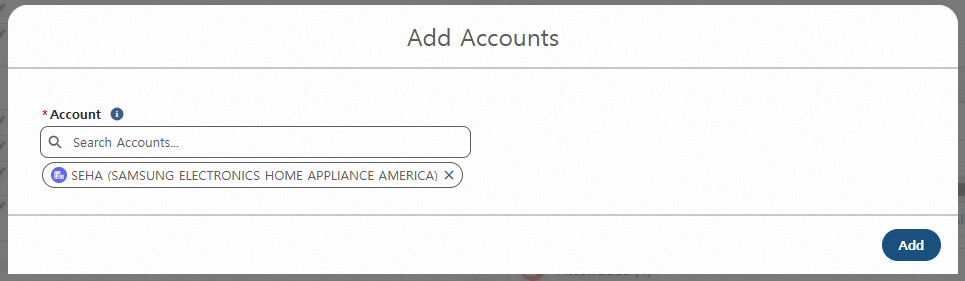 Add Accounts
*Account
Search Accounts...
SEHA (SAMSUNG ELECTRONICS HOME APPLIANCE AMERICA)
Add